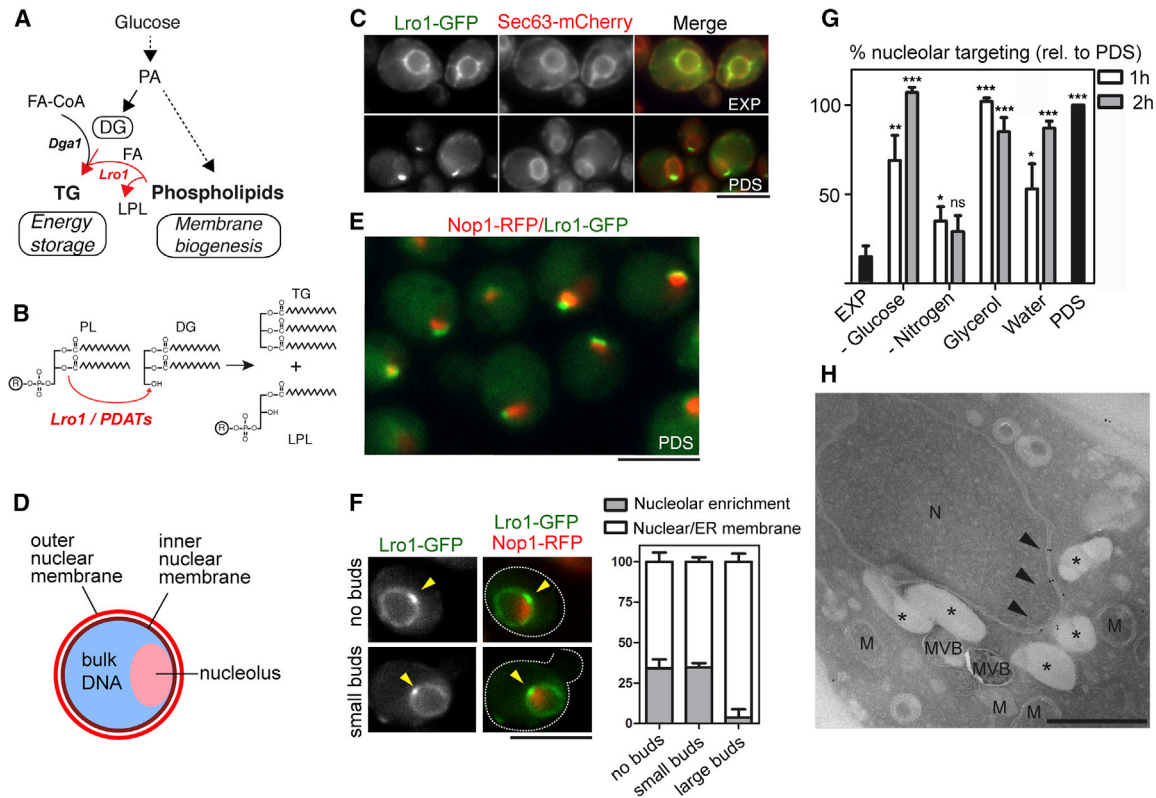 A
Glucose
PA
FA-CoA
DG
Dga1
FA
Lro1
TG
LPL
Phospholipids
Energy
storage
Membrane
biogenesis
B
PL
DG
TG
O
C
O
O
C
O
R
O
P
O
O
O
O
C
O
O
C
OH
Lro1 / PDATs
+
O
C
O
O
C
O
O
C
O
O
C
O
OH
R
O
P
O
O
O
LPL
C
Lro1-GFP
Sec63-mCherry
Merge
EXP
PDS
D
outer
nuclear
membrane
inner
nuclear
membrane
bulk
DNA
nucleolus
E
Nop1-RFP/Lro1-GFP
PDS
F
Lro1-GFP
Lro1-GFP
Nop1-RFP
no buds
small buds
Nucleolar enrichment
Nuclear/ER membrane
100
75
50
25
0
no buds
small buds
large buds
G
% nucleolar targeting (rel. to PDS)
1h
2h
100
50
**
***
*
ns
***
***
*
***
***
EXP
- Glucose
- Nitrogen
Glycerol
Water
PDS
H
N
*
*
*
*
*
M
M
MVB
MVB
M
M